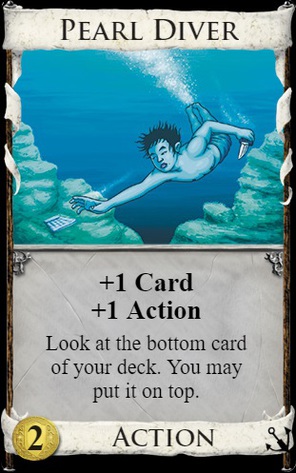 PEARL DIVER
+1 Card
+1 Action
Look at the bottom card
of your deck. You may
put it on top.
2
ACTION